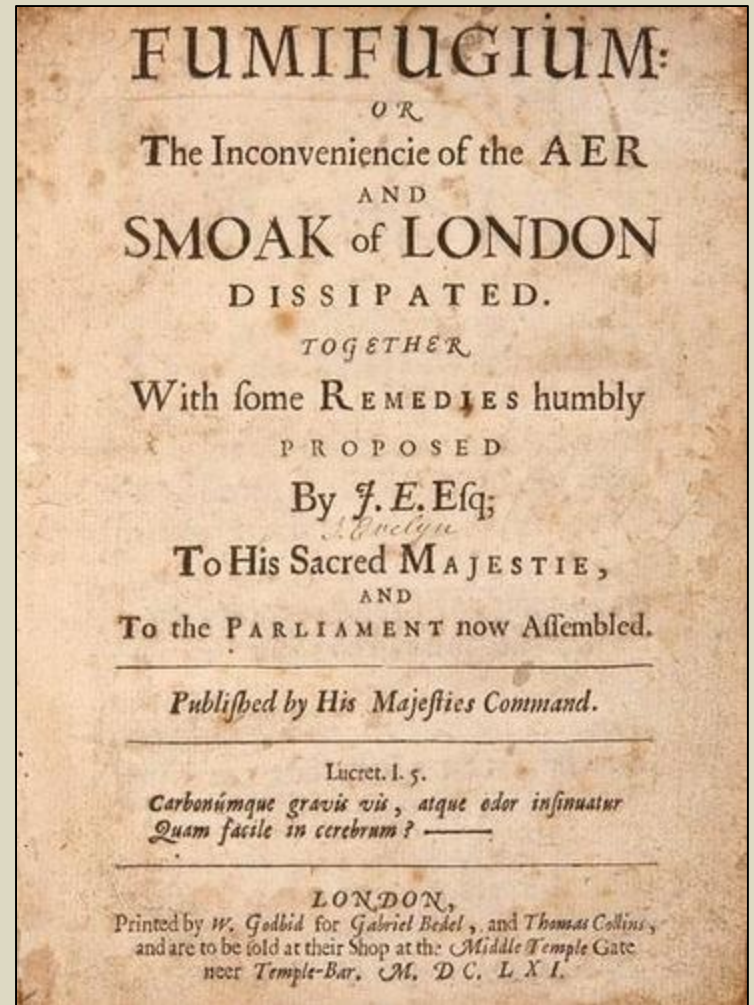 FUMIFUGIUM:
OR
The Inconveniencie of the AER
AND
SMOAK of LONDON
DISSIPATED.
TOGETHER
With ſome REMEDIES humbly
PROPOSED
By J. E. Eſq;
J. Evelyn
To His Sacred MAJESTIE,
AND
To the PARLIAMENT now Aſſembled.
Publiſhed by His Majeſties Command.
Lucret. l. 5.
Carbonúmque gravis vis, atque odor inſinuatur
Quam facile in cerebrum? ——
LONDON,
Printed by W. Godbid for Gabriel Bedel, and Thomas Collins,
and are to be ſold at their Shop at the Middle Temple Gate
neer Temple-Bar. M. D C. L X I.